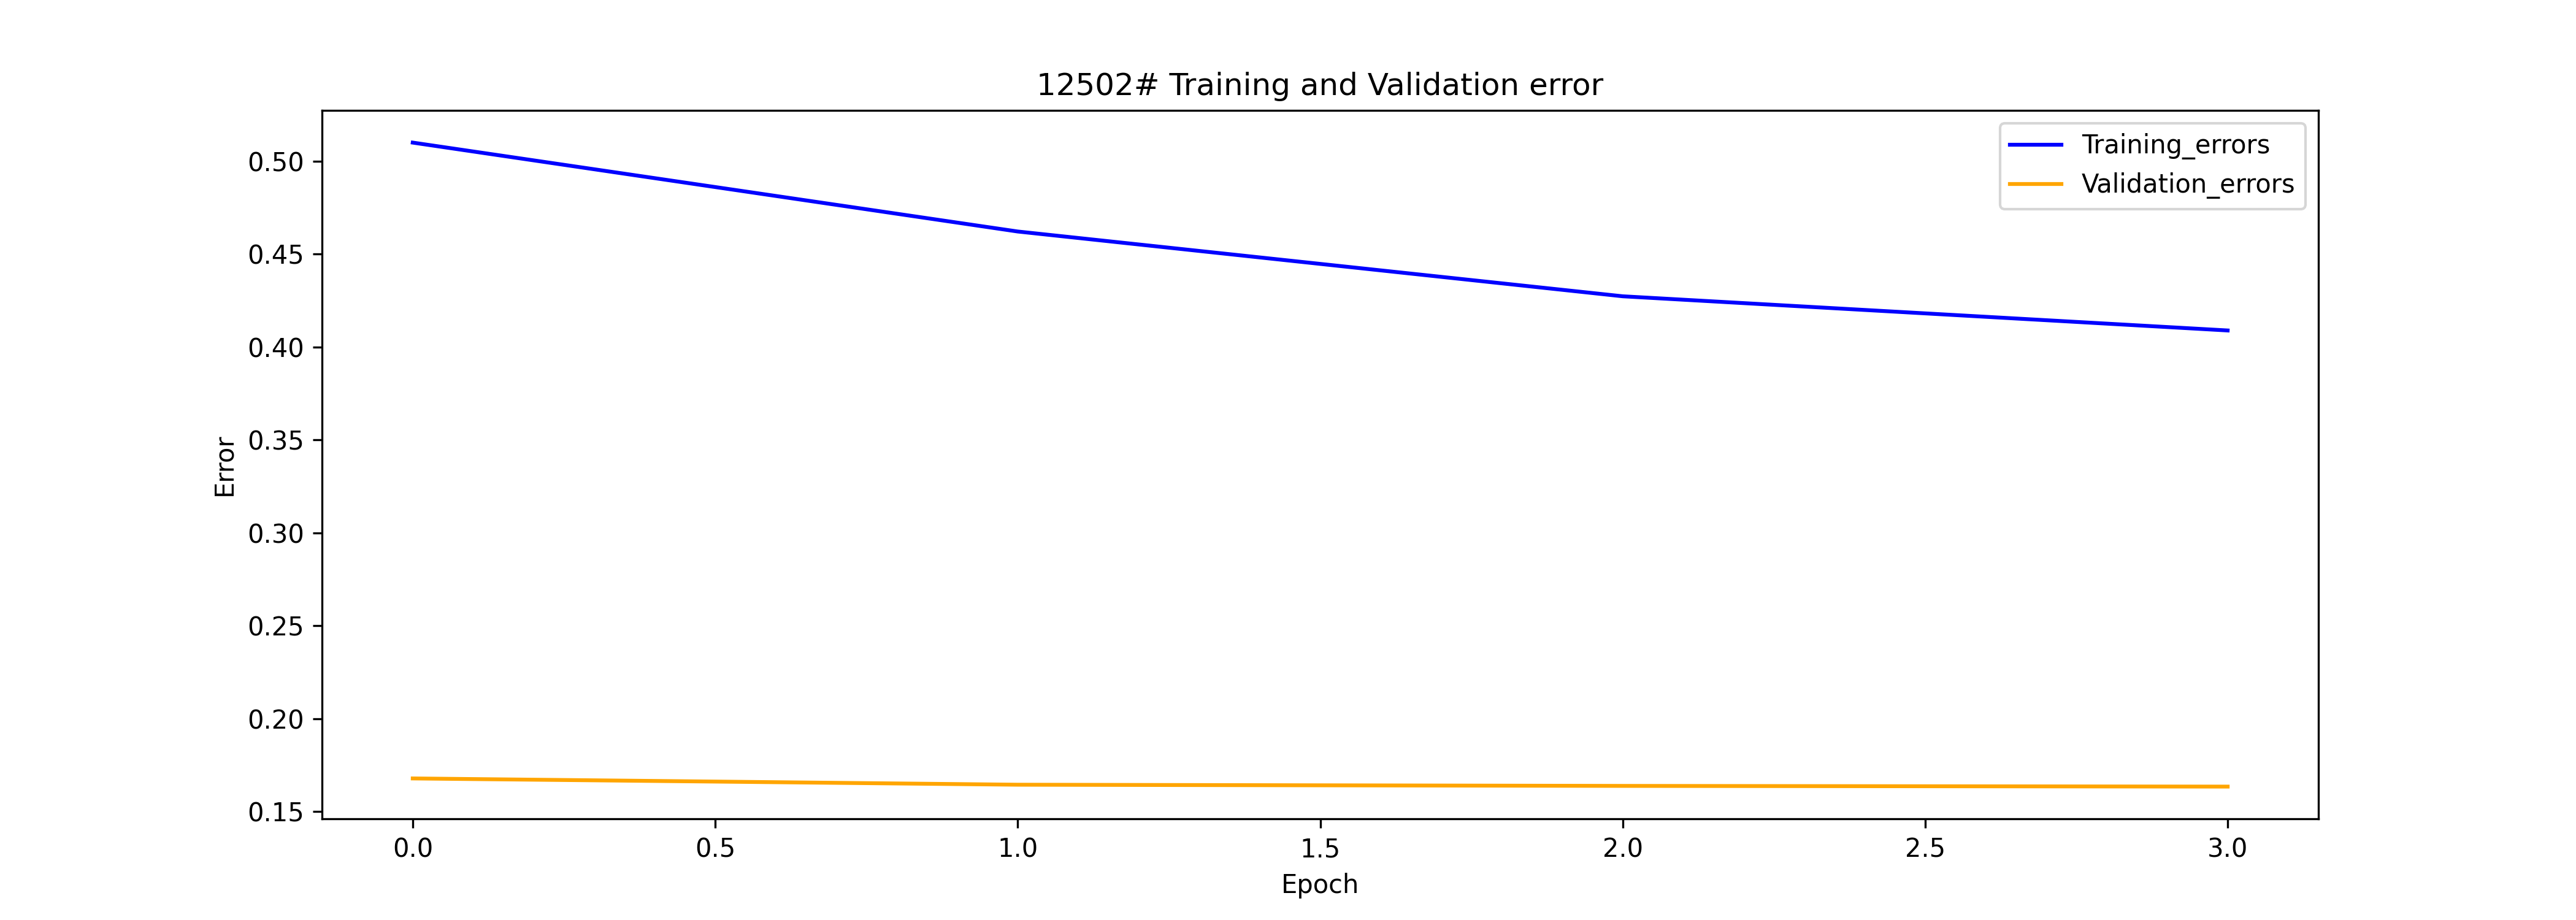 12502# Training and Validation error
Training_errors
Validation_errors
Error
0.50
0.45
0.40
0.35
0.30
0.25
0.20
0.15
0.0 0.5 1.0 1.5 2.0 2.5 3.0
Epoch